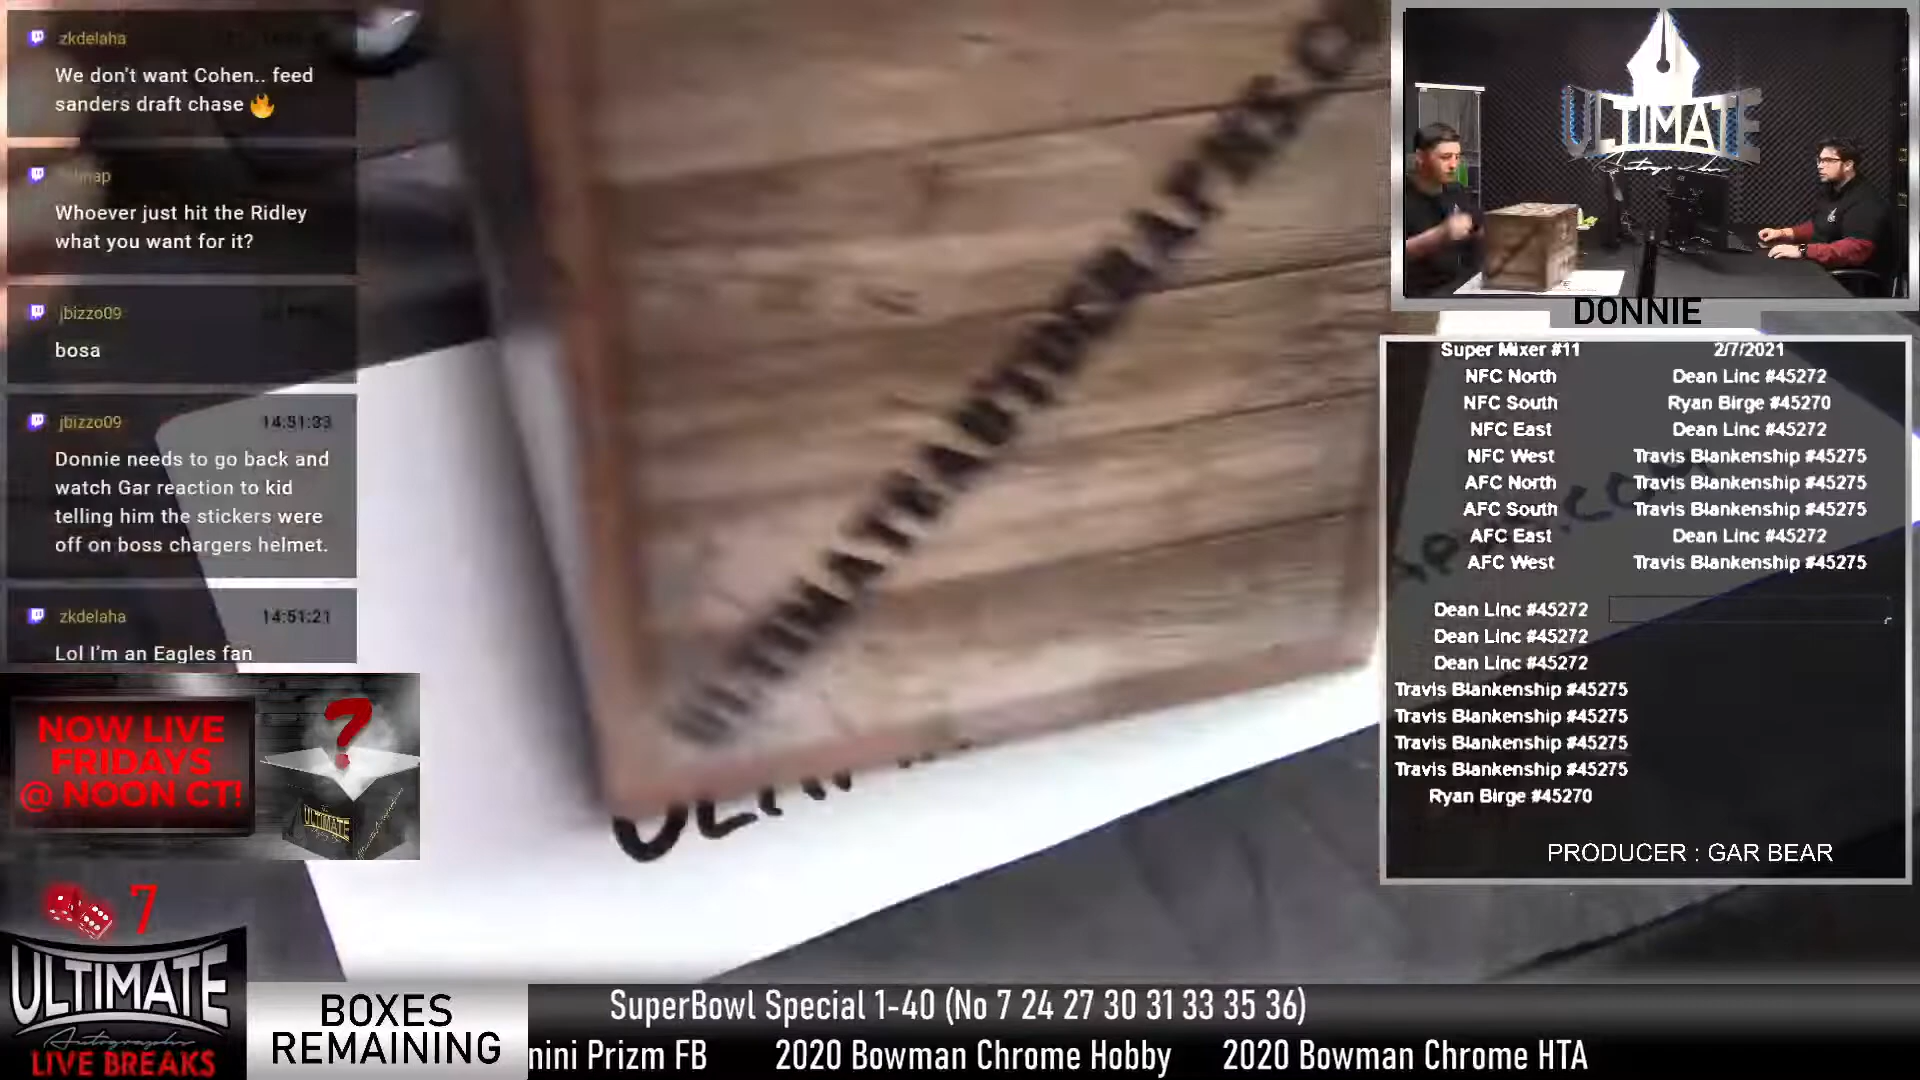 zkdelaha
We don't want Cohen.. feed
sanders draft chase 🔥
Whoever just hit the Ridley
what you want for it?
jbizzo09
bosa
jbizzo09 14:51:33
Donnie needs to go back and
watch Gar reaction to kid
telling him the stickers were
off on boss chargers helmet.
zkdelaha 14:51:21
Lol I'm an Eagles fan
NOW LIVE
FRIDAYS
@ NOON CT!
?
ULTIMATE
7
ULTIMATE
Autographs
LIVE BREAKS
BOXES
REMAINING
SuperBowl Special 1-40 (No 7 24 27 30 31 33 35 36)
nini Prizm FB 2020 Bowman Chrome Hobby 2020 Bowman Chrome HTA
ULTIMATE
Autographs
DONNIE
Super Mixer #11 2/7/2021
NFC North Dean Linc #45272
NFC South Ryan Birge #45270
NFC East Dean Linc #45272
NFC West Travis Blankenship #45275
AFC North Travis Blankenship #45275
AFC South Travis Blankenship #45275
AFC East Dean Linc #45272
AFC West Travis Blankenship #45275
Dean Linc #45272
Dean Linc #45272
Dean Linc #45272
Travis Blankenship #45275
Travis Blankenship #45275
Travis Blankenship #45275
Travis Blankenship #45275
Ryan Birge #45270
PRODUCER : GAR BEAR